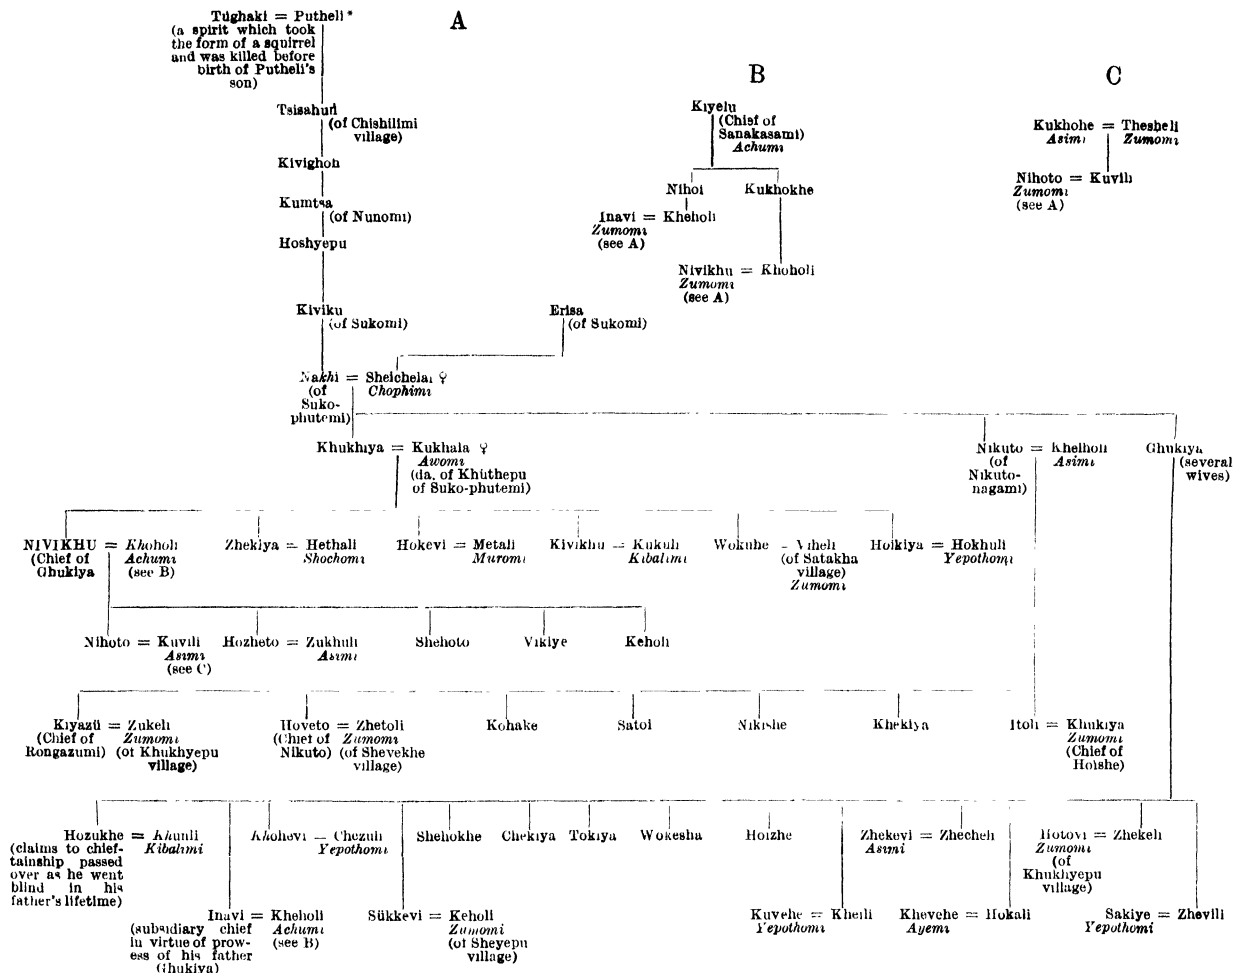 A
Tüghaki = Putheli*
(a spirit which took
the form of a squirrel
and was killed before
birth of Putheli's
son)
Tsisahul
(of Chishilimi
village)
Kivighoh
Kumtsa
(of Nunomi)
Hoshyepu
Kiviku
(of Sukomi)
Erisa
(of Sukomi)
B
Kiyelu
(Chief of
Sanakasami)
Achumi
Nihoi Kukhokhe
Inavi = Kheholi
Zumomi
(see A)
Nivikhu = Khoholi
Zumomi
(see A)
C
Kukhohe = Thesheli
Asimi Zumomi
Nihoto = Kuvili
Zumomi
(see A)
Nakhi = Shelchelai ♀
(of Chophimi
Suko-
phutemi)
Khukhiya = Kukhala ♀
Awomi
(da. of Khüthepu
of Suko-phutemi)
Nikuto = Khelholi
(of Asimi
Nikuto-
nagami)
Ghukiya
(several
wives)
NIVIKHU = Khoholi
(Chief of Achumi
Ghukiya (see B)
Zhekiya = Hethali
Shochomi
Hokevi = Metali
Muromi
Kivikhu = Kukuli
Kibalimi
Wokuhe = Viheli
(of Satakha
village)
Zumomi
Hoikiya = Hokhuli
Yepothomi
Nihoto = Kuvili
Asimi
(see C)
Hozheto = Zukhuli
Asimi
Shehoto Vikiye Keholi
Kiyazü = Zukeli
(Chief of Zumomi
Rongazumi) (of Khukhyepu
village)
Hoveto = Zhetoli
(Chief of Zumomi
Nikuto) (of Shevekhe
village)
Kohake Satoi Nikishe Khekiya
Itoli = Khukiya
Zumomi
(Chief of
Hoishe)
Hozukhe = Khunli
(claims to chief- Kibalimi
tainship passed
over as he went
blind in his
father's lifetime)
Khohevi = Chezuli
Yepothomi
Shehokhe Chekiya Tokiya Wokesha Hoizhe
Zhekevi = Zhecheli
Asimi
Hotovi = Zhekeli
Zumomi
(of
Khukhyepu
village)
Inavi = Kheholi
(subsidiary chief Achumi
in virtue of prow- (see B)
ess of his father
Ghukiya)
Sükkevi = Keholi
Zumomi
(of Sheyepu
village)
Kuvehe = Kheili
Yepothomi
Khevehe = Hokali
Ayemi
Sakiye = Zhevili
Yepothomi